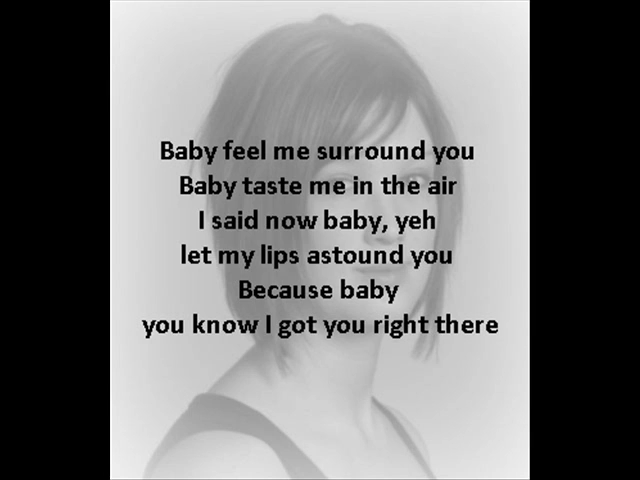 Baby feel me surround you
Baby taste me in the air
I said now baby, yeh
let my lips astound you
Because baby
you know I got you right there